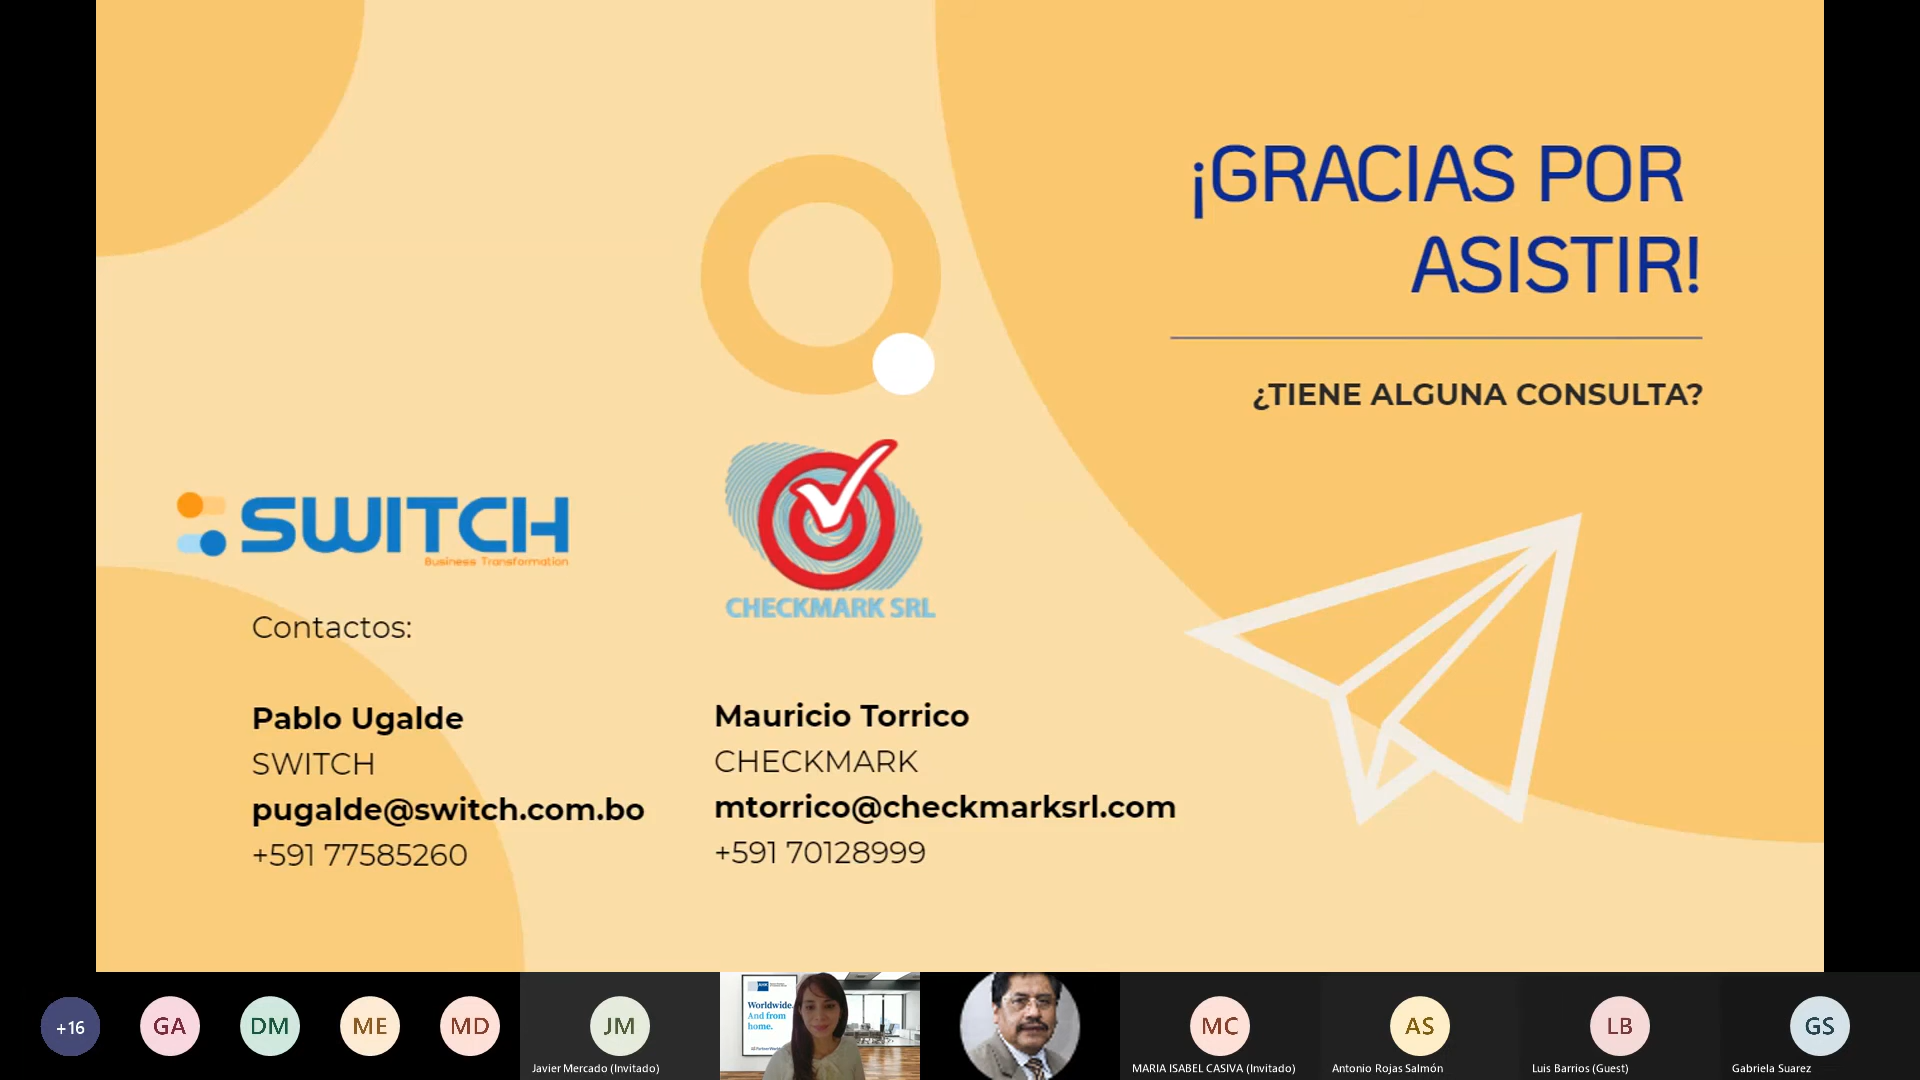 ¡GRACIAS POR
ASISTIR!
¿TIENE ALGUNA CONSULTA?
SWITCH
Business Transformation
CHECKMARK SRL
Contactos:
Pablo Ugalde
SWITCH
pugalde@switch.com.bo
+591 77585260
Mauricio Torrico
CHECKMARK
mtorrico@checkmarksrl.com
+591 70128999
+16
GA
DM
ME
MD
JM
Javier Mercado (Invitado)
Worldwide.
And from
home.
MC
MARIA ISABEL CASIVA (Invitado)
AS
Antonio Rojas Salmón
LB
Luis Barrios (Guest)
GS
Gabriela Suarez